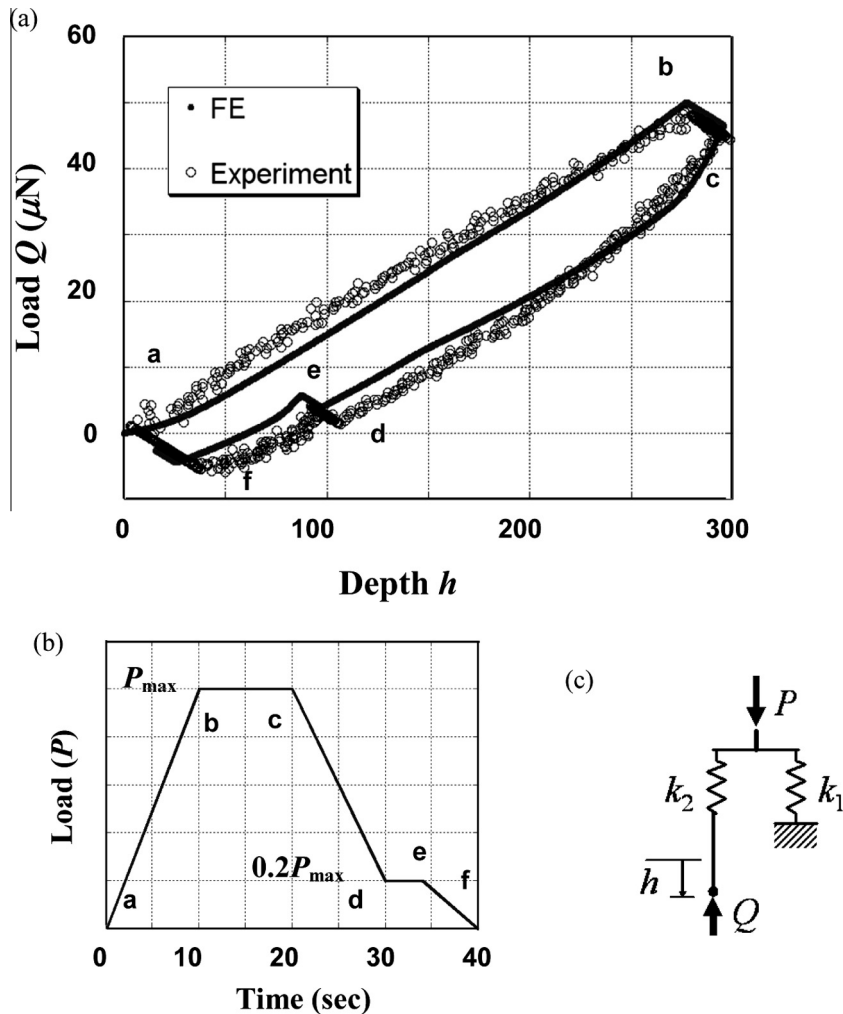 (a)
60
40
20
0
Load Q (μN)
FE
Experiment
a
b
c
d
e
f
0
100
200
300
Depth h
(b)
Load (P)
Pmax
b
c
0.2Pmax
a
d
e
f
0
10
20
30
40
Time (sec)
(c)
P
k2
k1
h
Q